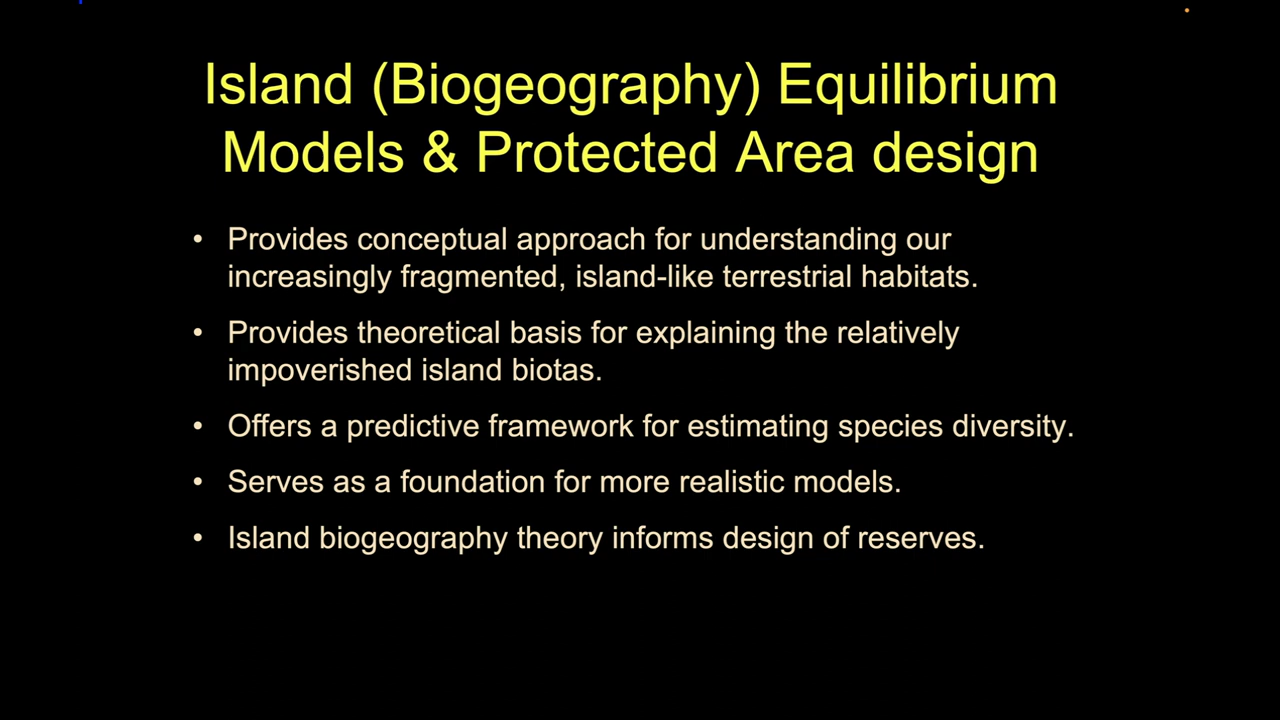 Island (Biogeography) Equilibrium
Models & Protected Area design
• Provides conceptual approach for understanding our
increasingly fragmented, island-like terrestrial habitats.
• Provides theoretical basis for explaining the relatively
impoverished island biotas.
• Offers a predictive framework for estimating species diversity.
• Serves as a foundation for more realistic models.
• Island biogeography theory informs design of reserves.